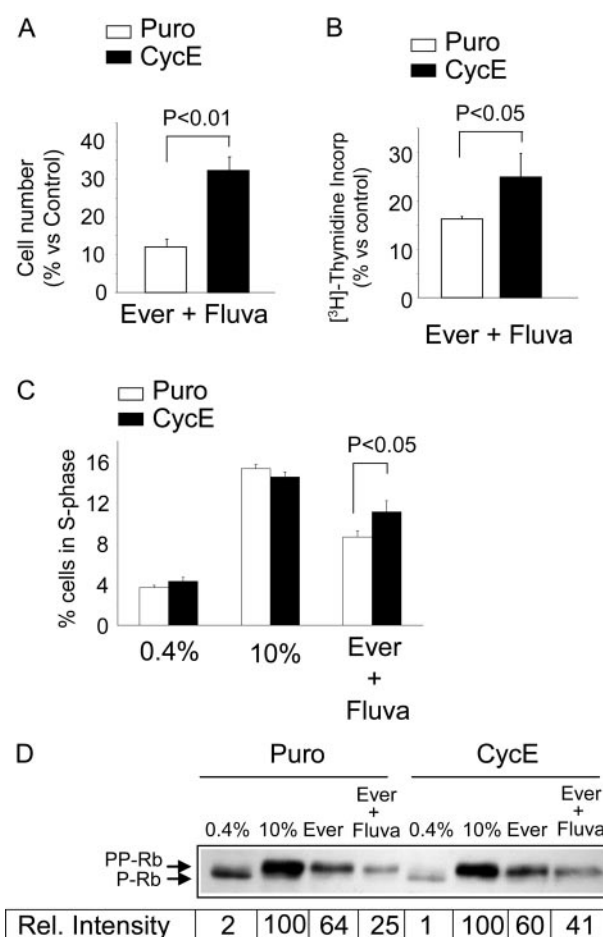 A
Puro
CycE
P<0.01
Cell number
(% vs Control)
40
30
20
10
0
Ever + Fluva
B
Puro
CycE
P<0.05
[³H]-Thymidine Incorp
(% vs control)
25
15
0
Ever + Fluva
C
Puro
CycE
P<0.05
% cells in S-phase
16
12
8
4
0
0.4%
10%
Ever
+
Fluva
D
Puro CycE
0.4% 10% Ever Ever + Fluva 0.4% 10% Ever Ever + Fluva
PP-Rb
P-Rb
Rel. Intensity 2 100 64 25 1 100 60 41